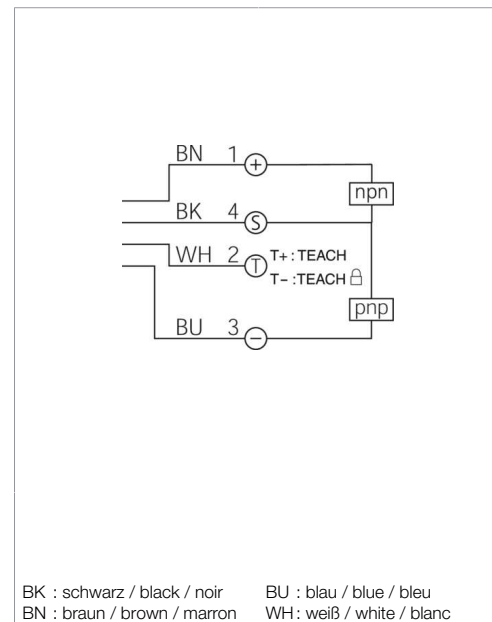 BN 1 +
npn
BK 4 S
WH 2 T T+ : TEACH
T− : TEACH
pnp
BU 3 −
BK : schwarz / black / noir BU : blau / blue / bleu
BN : braun / brown / marron WH : weiß / white / blanc